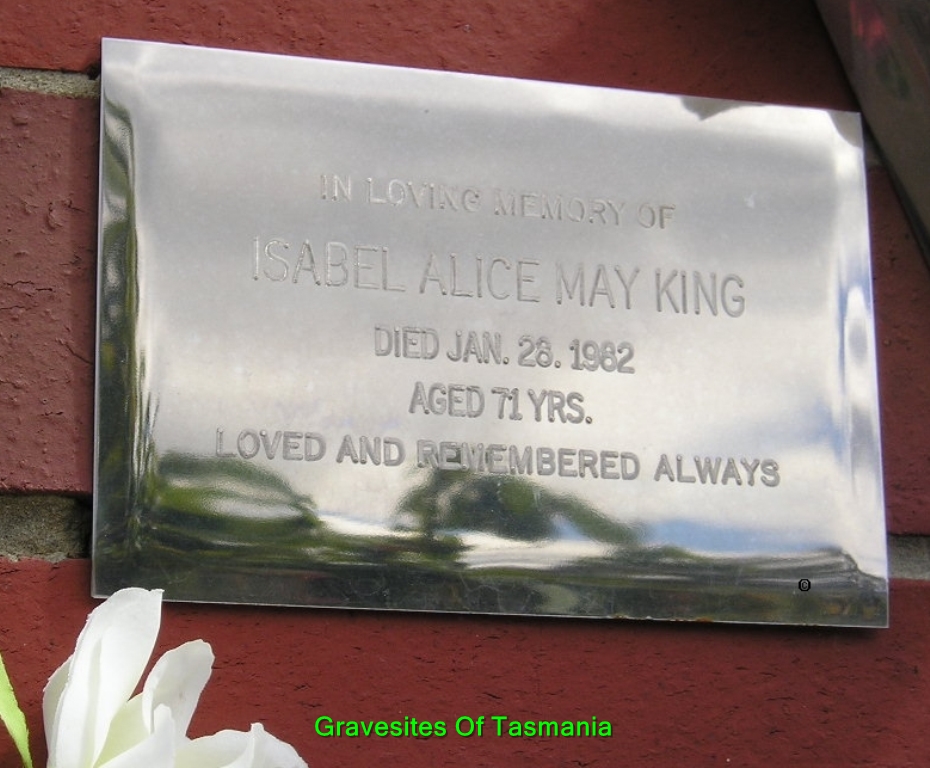 IN LOVING MEMORY OF
ISABEL ALICE MAY KING
DIED JAN. 28. 1982
AGED 71 YRS.
LOVED AND REMEMBERED ALWAYS
©
Gravesites Of Tasmania